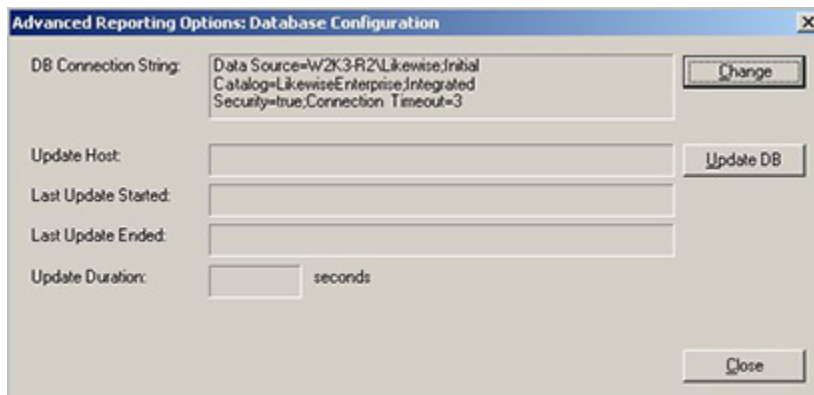 Advanced Reporting Options: Database Configuration
DB Connection String:
Data Source=W2K3-R2\Likewise;Initial
Catalog=LikewiseEnterprise;Integrated
Security=true;Connection Timeout=3
Change
Update Host:
Update DB
Last Update Started:
Last Update Ended:
Update Duration:
seconds
Close